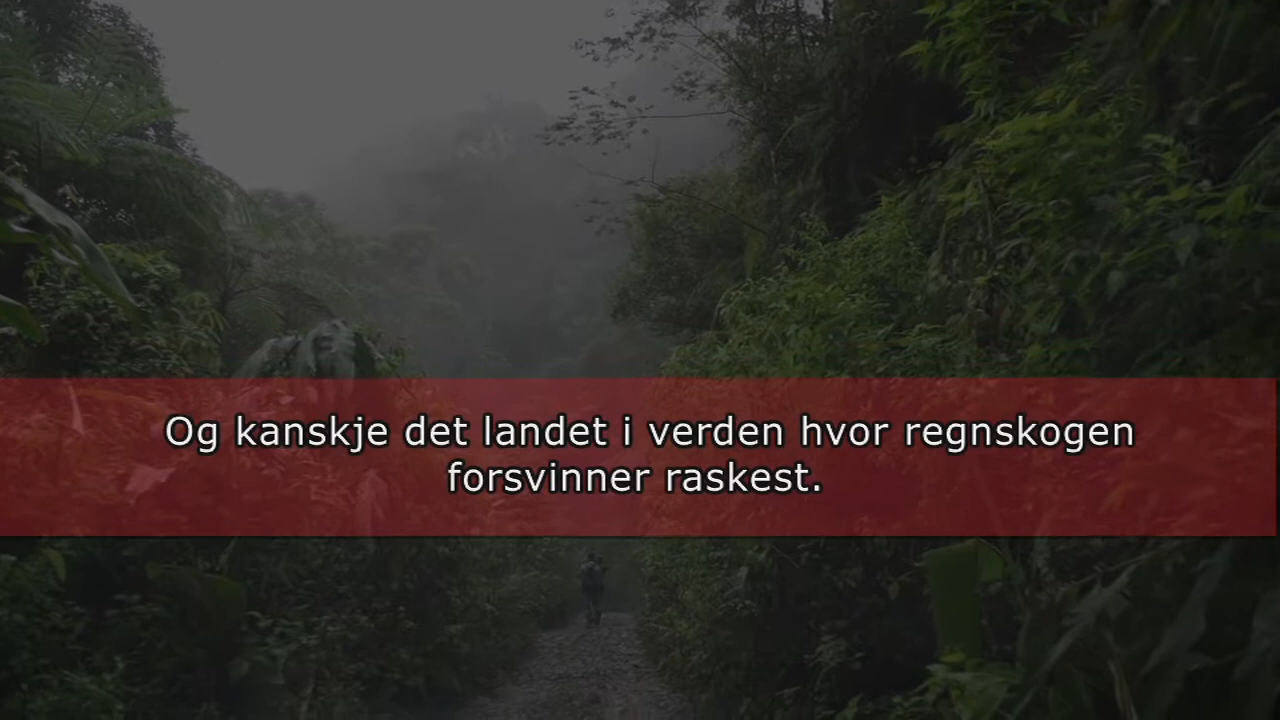 Og kanskje det landet i verden hvor regnskogen
forsvinner raskest.